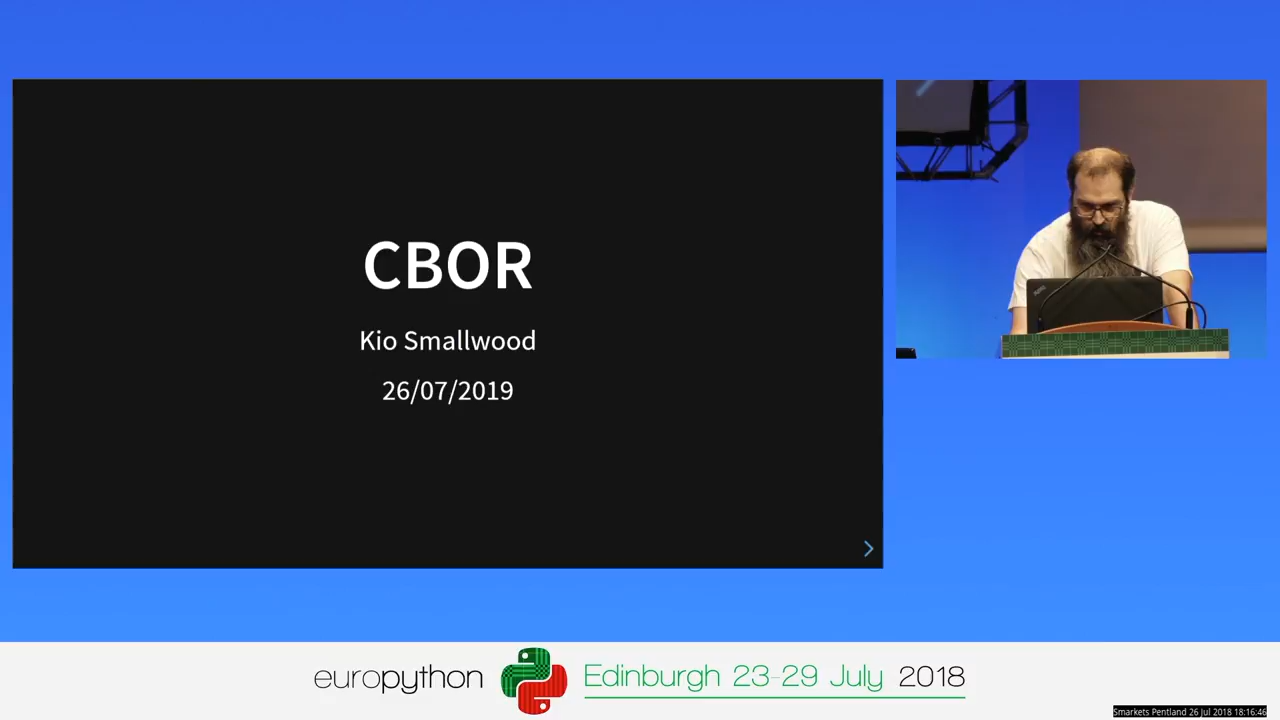 CBOR
Kio Smallwood
26/07/2019
europython Edinburgh 23-29 July 2018
Smarkets Pentland 26 Jul 2018 18:16:46